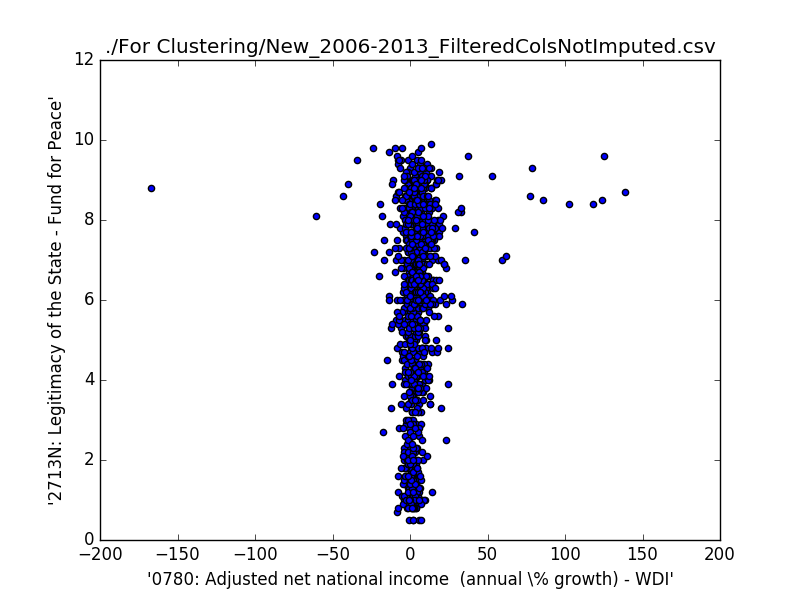 ./For Clustering/New_2006-2013_FilteredColsNotImputed.csv
12
10
8
6
4
2
0
'2713N: Legitimacy of the State - Fund for Peace'
−200 −150 −100 −50 0 50 100 150 200
'0780: Adjusted net national income  (annual \% growth) - WDI'